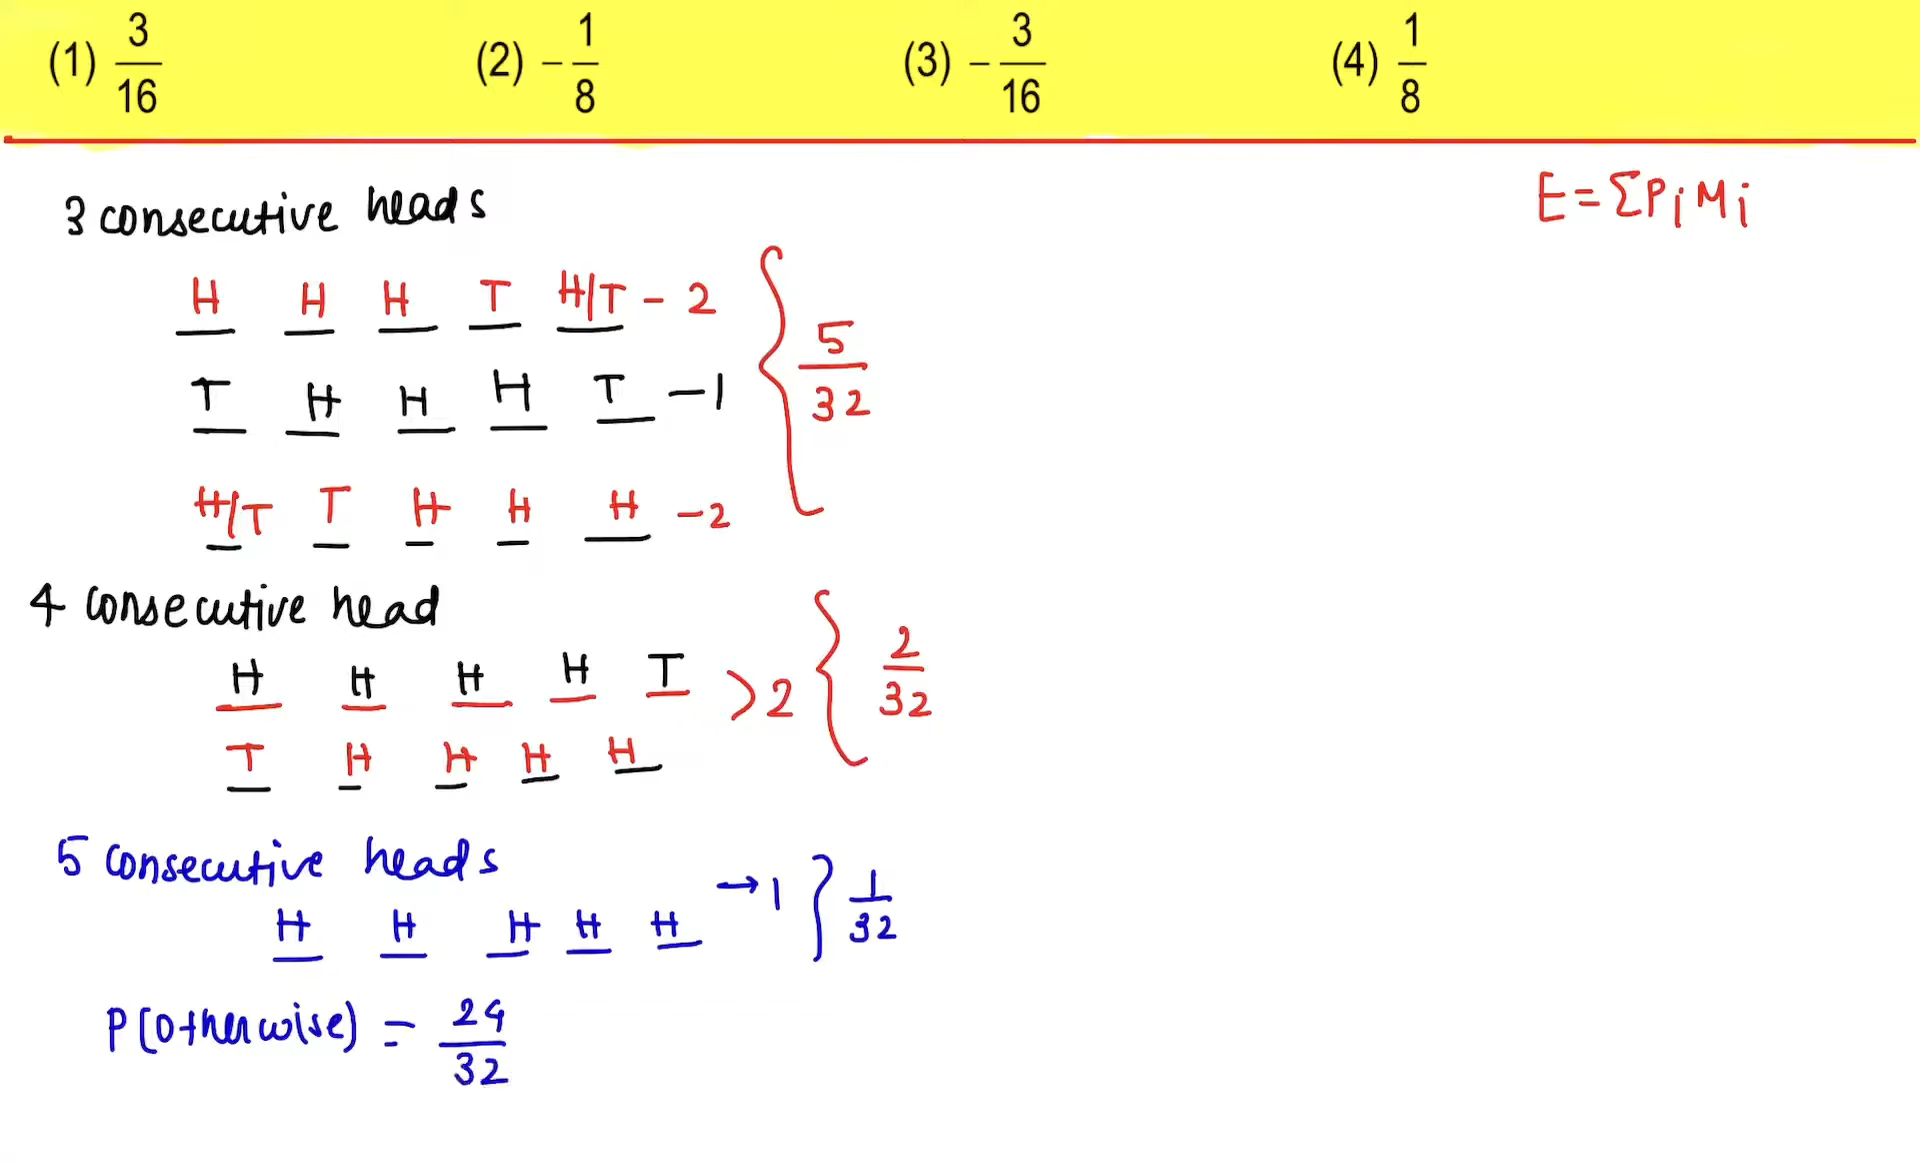 (1) 3/16 (2) -1/8 (3) -3/16 (4) 1/8
E = ΣPiMi
3 consecutive heads
H H H T H/T - 2
T H H H T - 1
H/T T H H H - 2
5/32
4 consecutive head
H H H H T
T H H H H
>2
2/32
5 consecutive heads
H H H H H → 1
1/32
P(otherwise) = 24/32